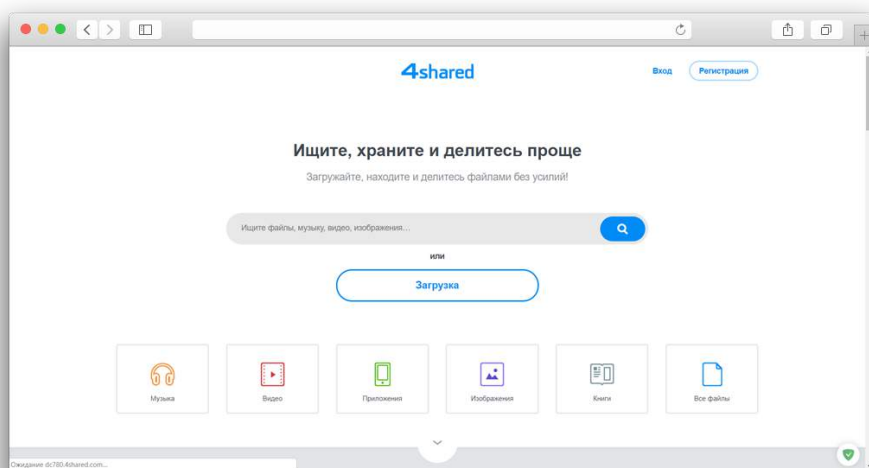 4shared
Вход
Регистрация
Ищите, храните и делитесь проще
Загружайте, находите и делитесь файлами без усилий!
Ищите файлы, музыку, видео, изображения...
или
Загрузка
Музыка
Видео
Приложения
Изображения
Книги
Все файлы
Ожидание dc780.4shared.com...